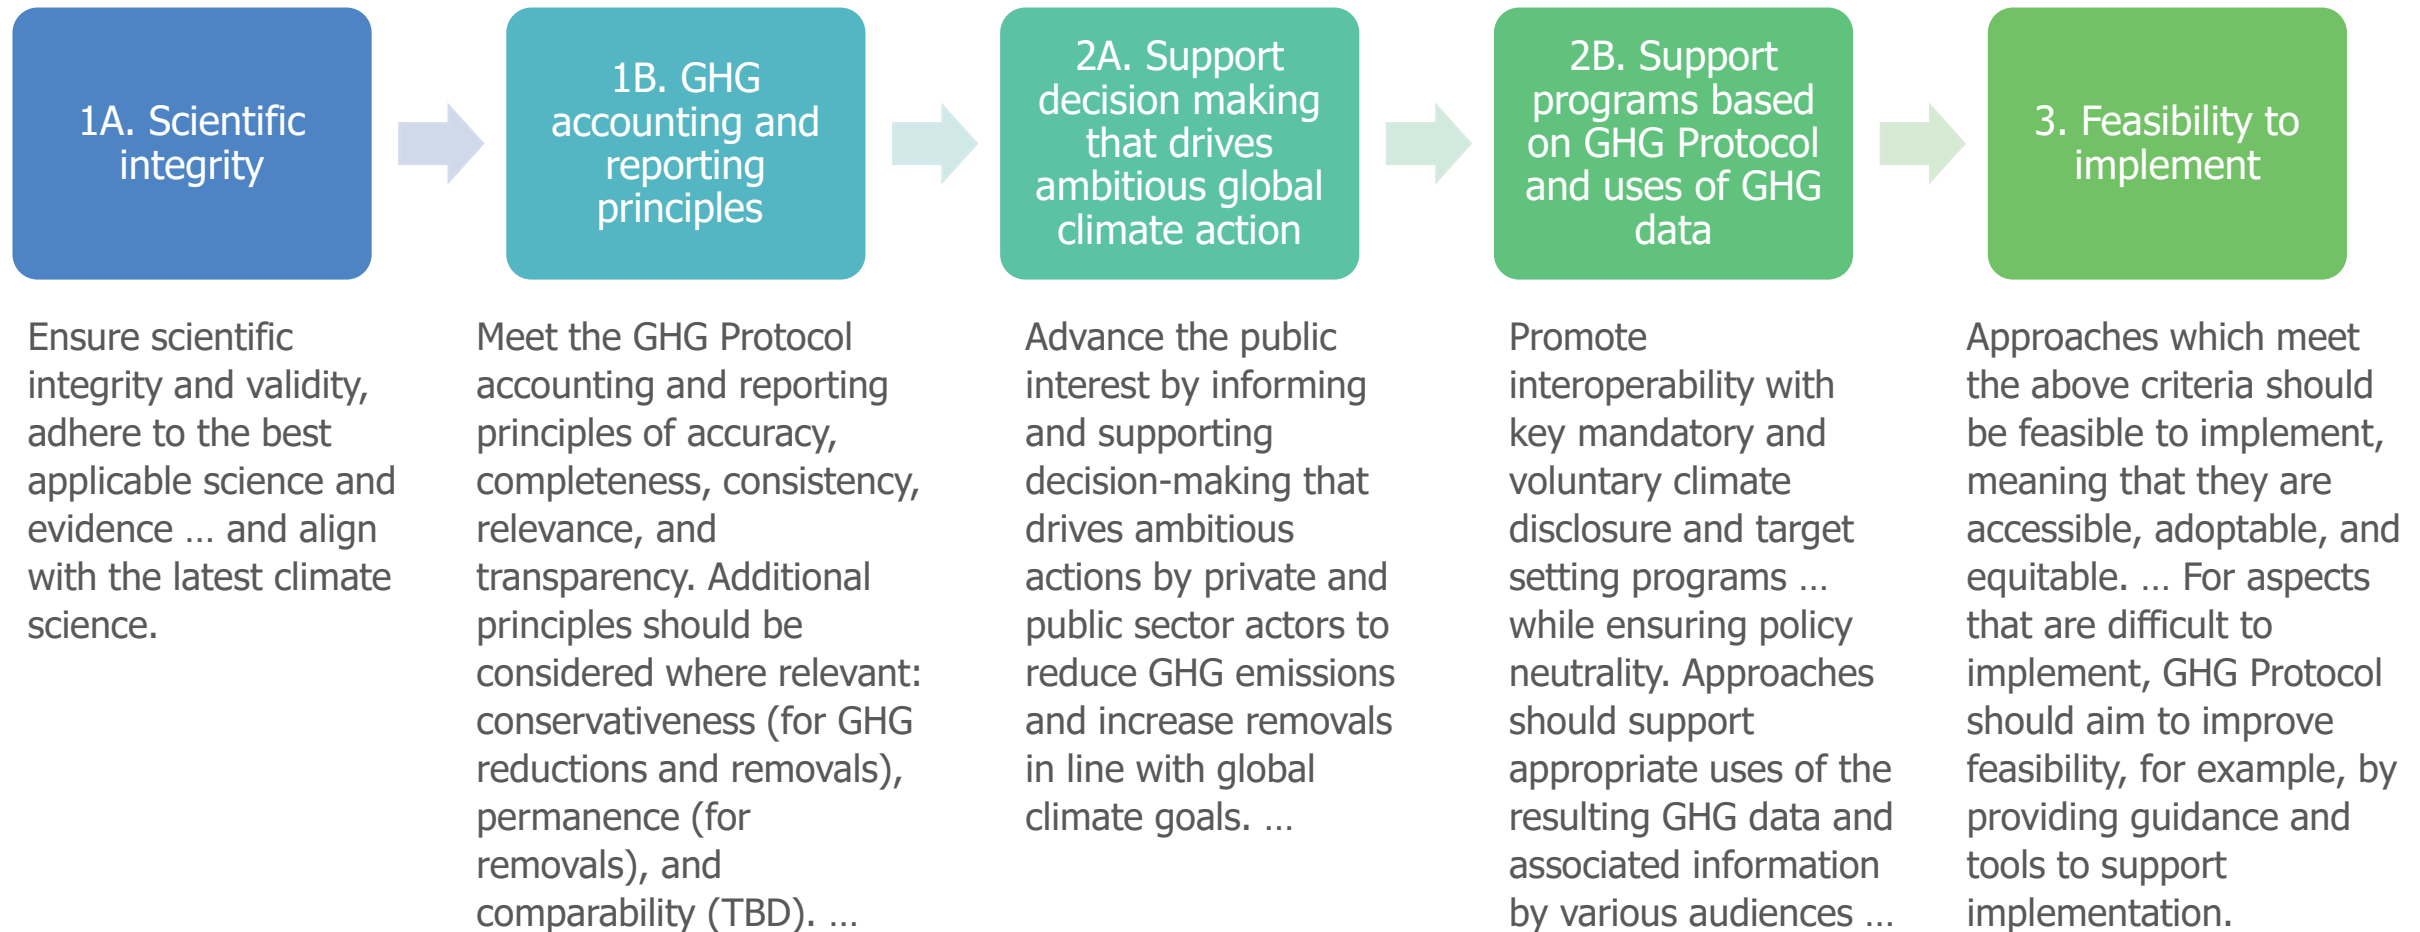 1A. Scientific
integrity
1B. GHG
accounting and
reporting
principles
2A. Support
decision making
that drives
ambitious global
climate action
2B. Support
programs based
on GHG Protocol
and uses of GHG
data
3. Feasibility to
implement
Ensure scientific
integrity and validity,
adhere to the best
applicable science and
evidence … and align
with the latest climate
science.
Meet the GHG Protocol
accounting and reporting
principles of accuracy,
completeness, consistency,
relevance, and
transparency. Additional
principles should be
considered where relevant:
conservativeness (for GHG
reductions and removals),
permanence (for
removals), and
comparability (TBD). …
Advance the public
interest by informing
and supporting
decision-making that
drives ambitious
actions by private and
public sector actors to
reduce GHG emissions
and increase removals
in line with global
climate goals. …
Promote
interoperability with
key mandatory and
voluntary climate
disclosure and target
setting programs …
while ensuring policy
neutrality. Approaches
should support
appropriate uses of the
resulting GHG data and
associated information
by various audiences …
Approaches which meet
the above criteria should
be feasible to implement,
meaning that they are
accessible, adoptable, and
equitable. … For aspects
that are difficult to
implement, GHG Protocol
should aim to improve
feasibility, for example, by
providing guidance and
tools to support
implementation.